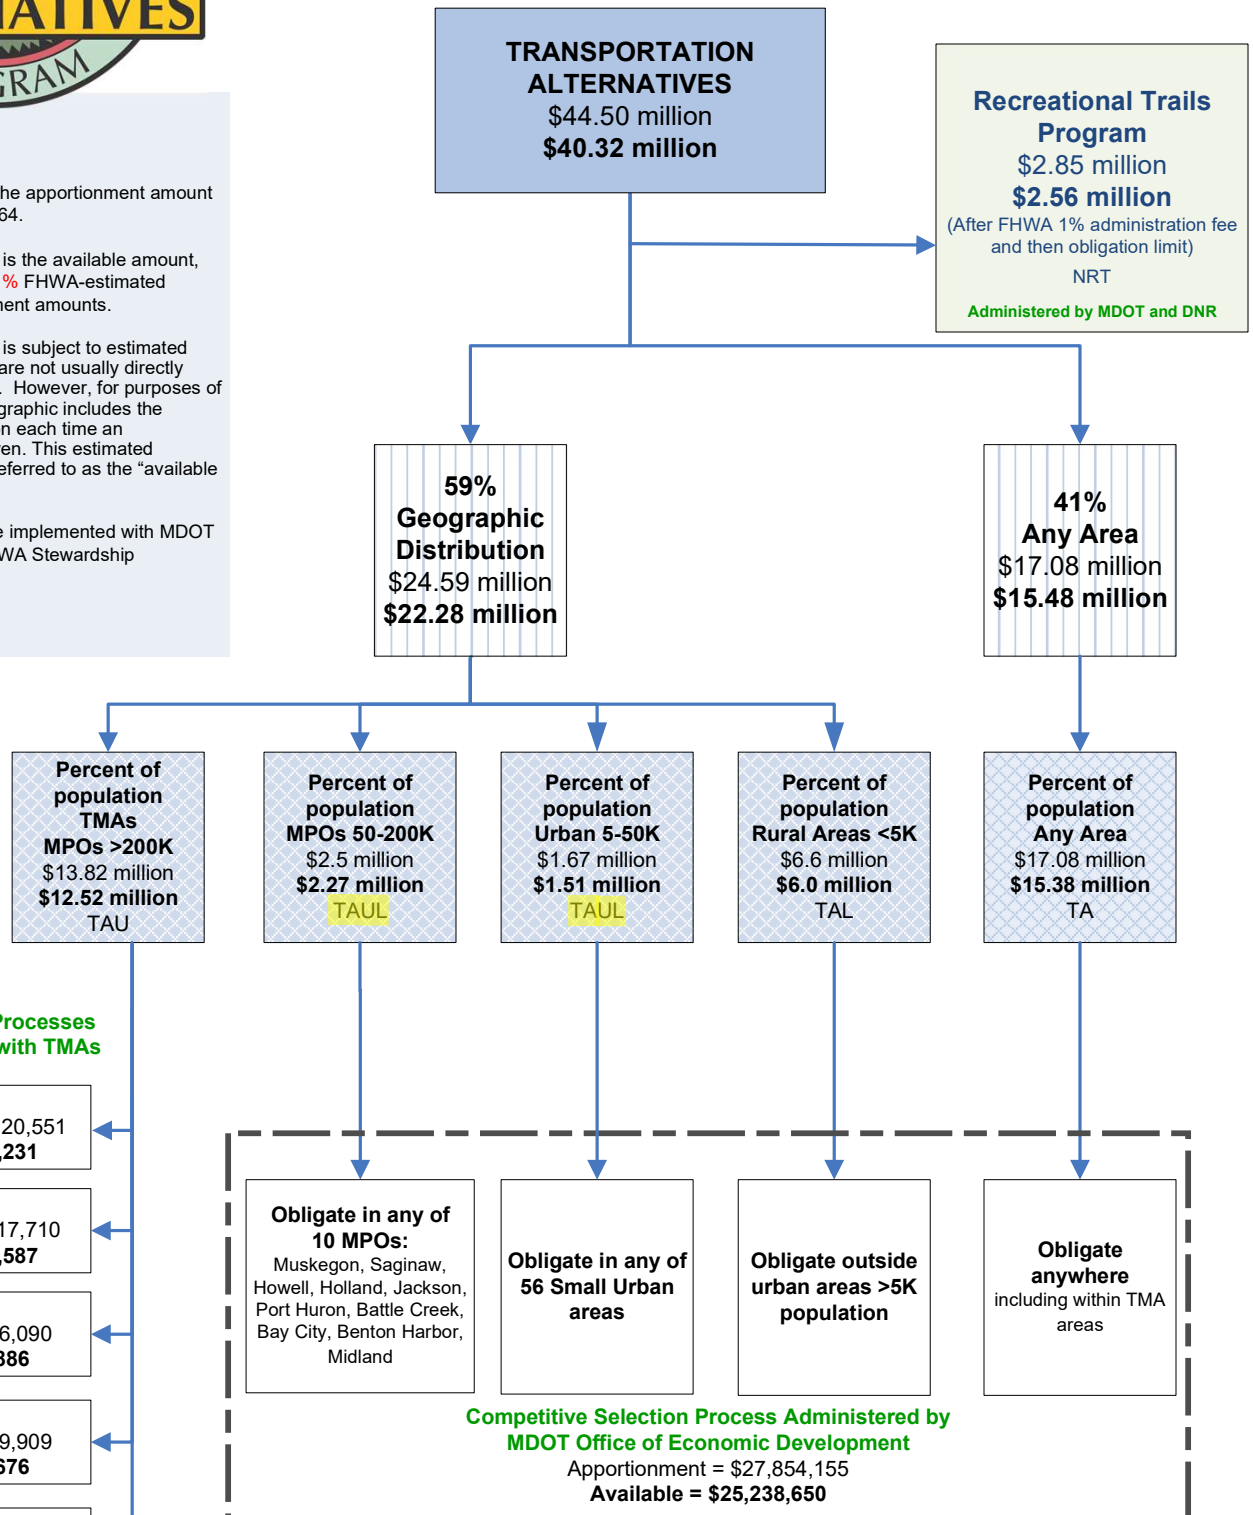 TRANSPORTATION
ALTERNATIVES
$44.50 million
$40.32 million
Recreational Trails
Program
$2.85 million
$2.56 million
(After FHWA 1% administration fee
and then obligation limit)
NRT
Administered by MDOT and DNR
the apportionment amount
64.
is the available amount,
% FHWA-estimated
amounts.
is subject to estimated
are not usually directly
However, for purposes of
graphic includes the
each time an
This estimated
referred to as the “available
implemented with MDOT
Stewardship
59%
Geographic
Distribution
$24.59 million
$22.28 million
41%
Any Area
$17.08 million
$15.48 million
Percent of
population
TMAs
MPOs >200K
$13.82 million
$12.52 million
TAU
Percent of
population
MPOs 50-200K
$2.5 million
$2.27 million
TAUL
Percent of
population
Urban 5-50K
$1.67 million
$1.51 million
TAUL
Percent of
population
Rural Areas <5K
$6.6 million
$6.0 million
TAL
Percent of
population
Any Area
$17.08 million
$15.38 million
TA
Processes
with TMAs
20,551
,231
17,710
,587
6,090
886
9,909
676
Obligate in any of
10 MPOs:
Muskegon, Saginaw,
Howell, Holland, Jackson,
Port Huron, Battle Creek,
Bay City, Benton Harbor,
Midland
Obligate in any of
56 Small Urban
areas
Obligate outside
urban areas >5K
population
Obligate
anywhere
including within TMA
areas
Competitive Selection Process Administered by
MDOT Office of Economic Development
Apportionment = $27,854,155
Available = $25,238,650